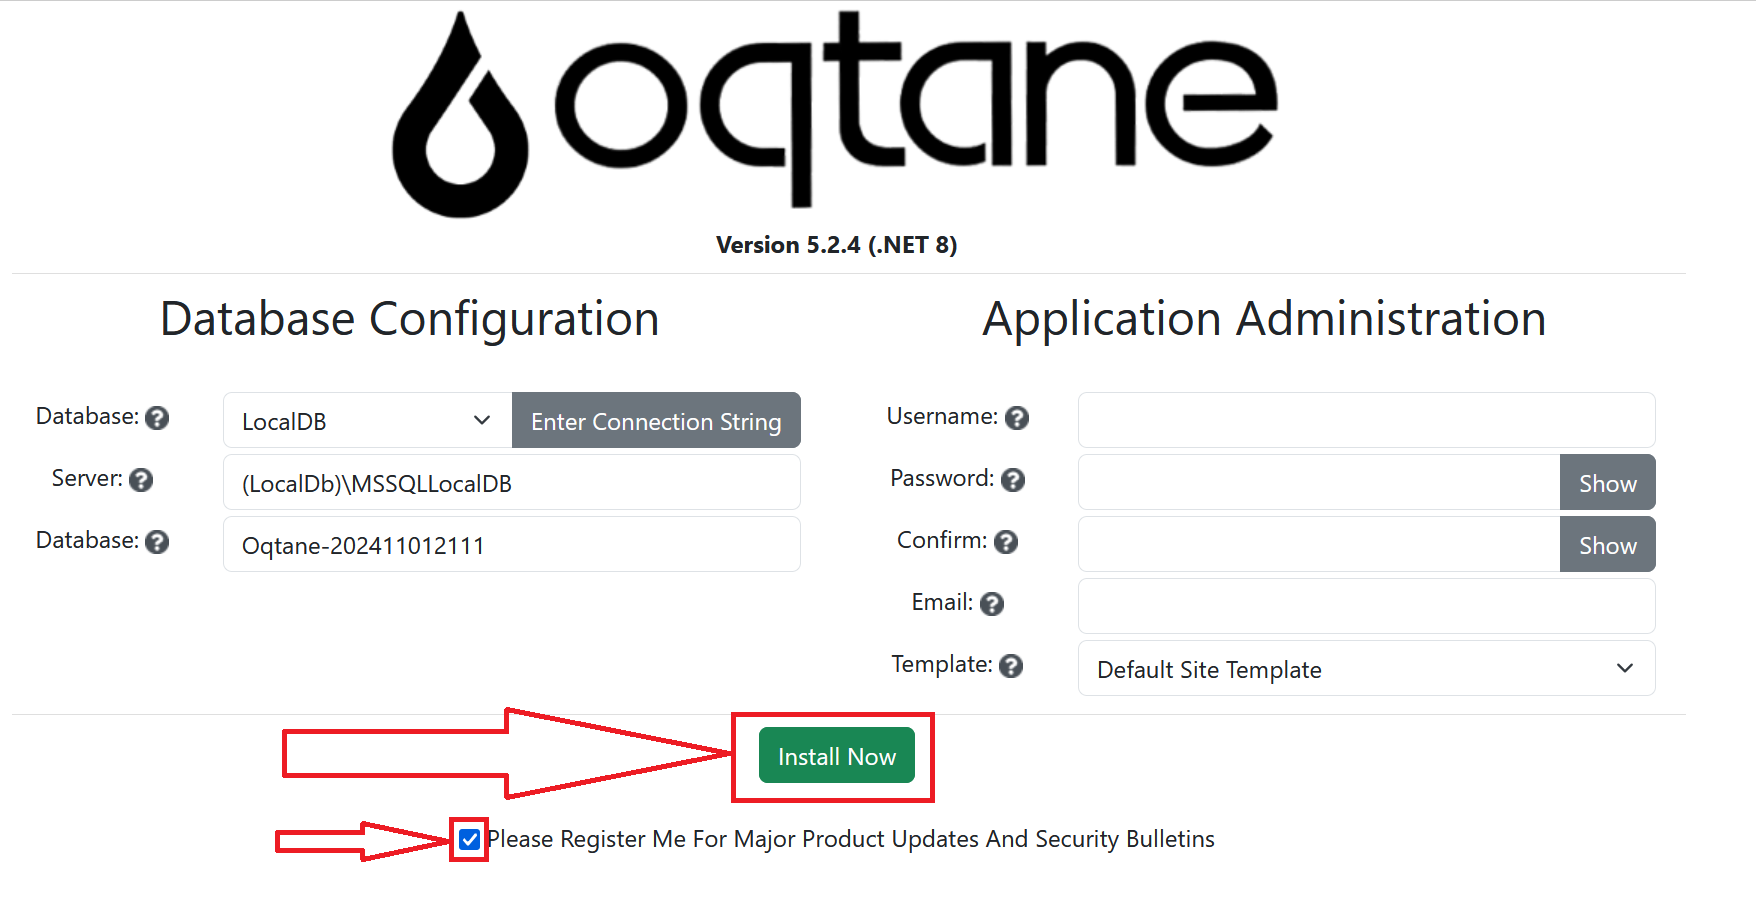 oqtane
Version 5.2.4 (.NET 8)
Database Configuration
Database: ?
LocalDB
Enter Connection String
Server: ?
(LocalDb)\MSSQLLocalDB
Database: ?
Oqtane-202411012111
Application Administration
Username: ?
Password: ?
Show
Confirm: ?
Show
Email: ?
Template: ?
Default Site Template
Install Now
Please Register Me For Major Product Updates And Security Bulletins